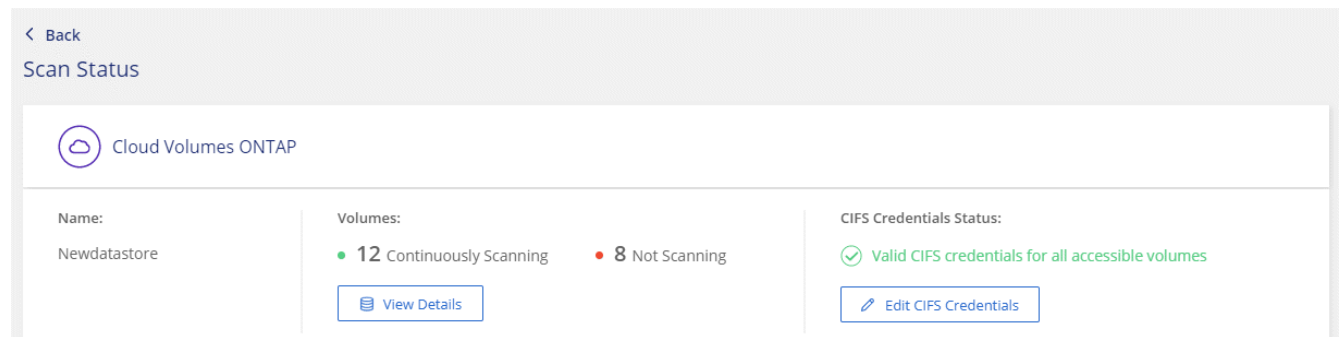 Back
Scan Status
Cloud Volumes ONTAP
Name:
Newdatastore
Volumes:
12 Continuously Scanning
8 Not Scanning
View Details
CIFS Credentials Status:
Valid CIFS credentials for all accessible volumes
Edit CIFS Credentials